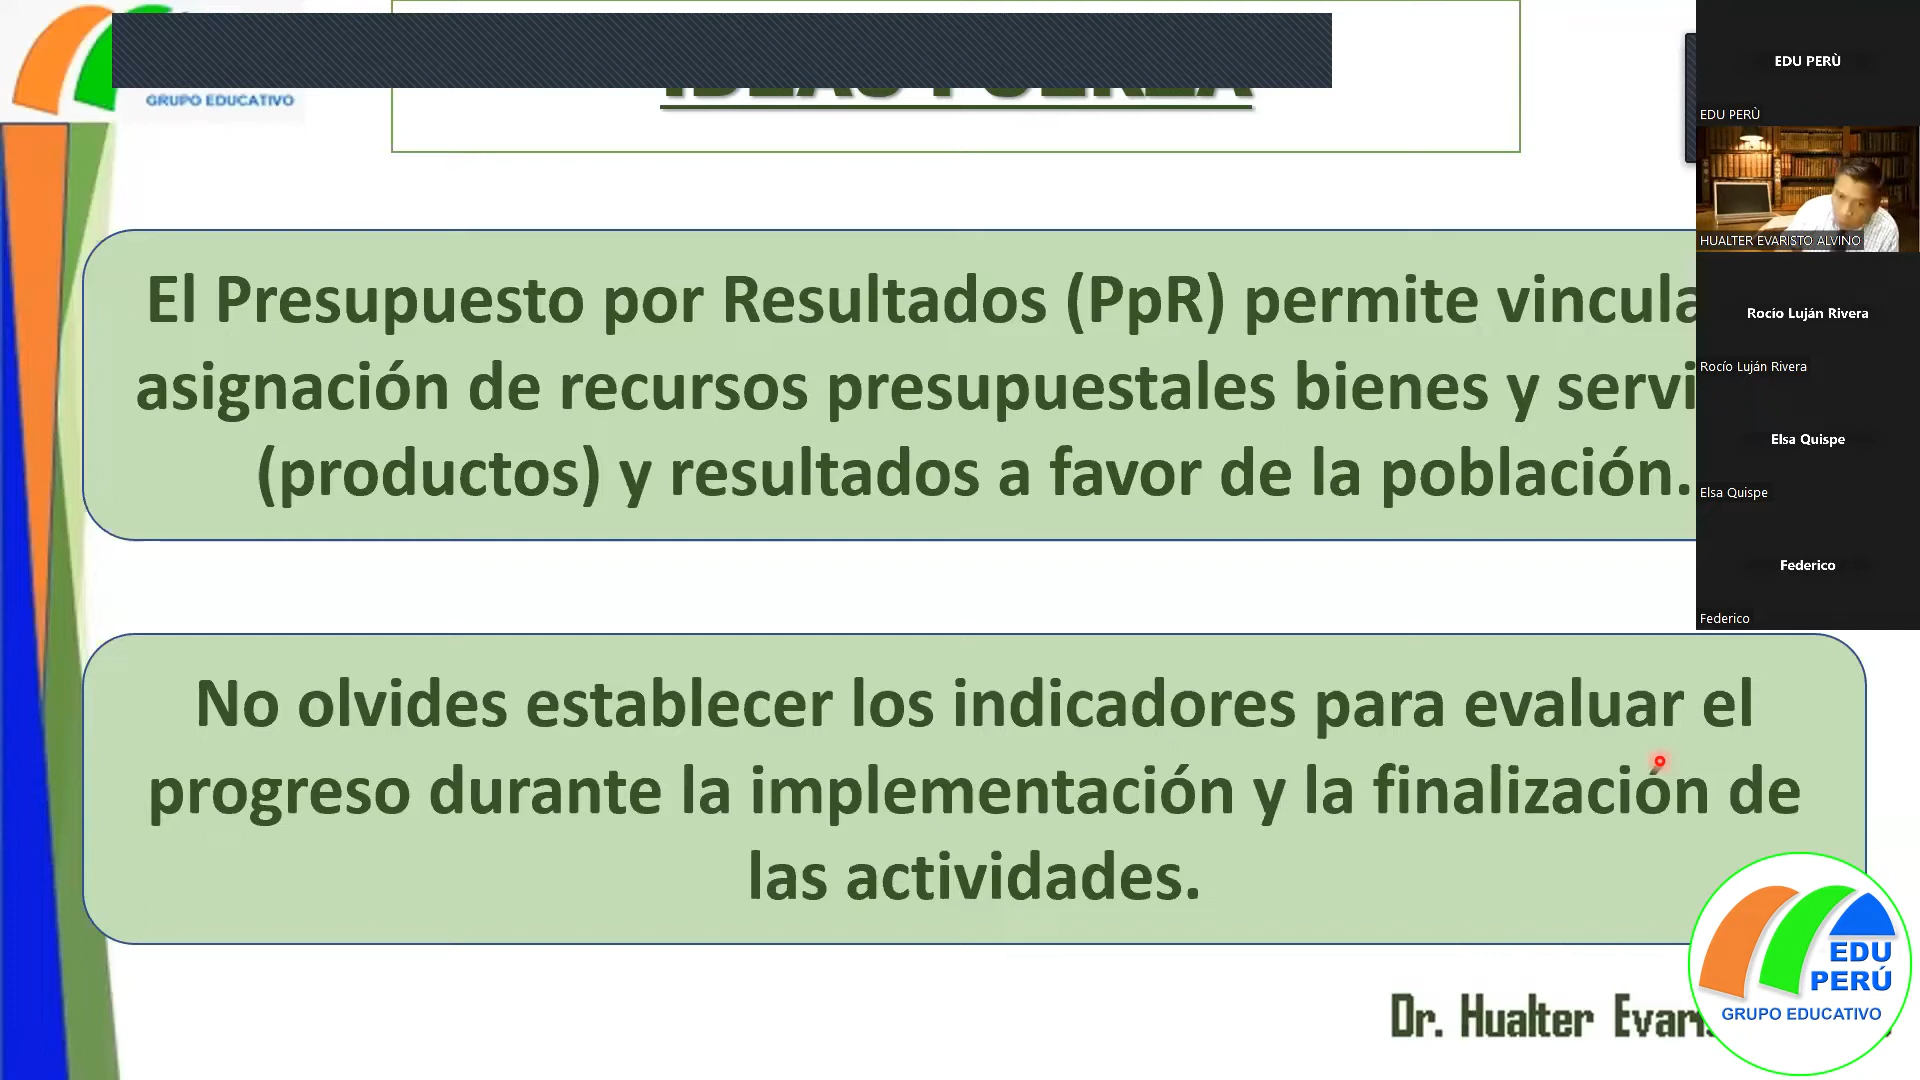 GRUPO EDUCATIVO
IDEAS FUERZA
El Presupuesto por Resultados (PpR) permite vincula
asignación de recursos presupuestales bienes y servi
(productos) y resultados a favor de la población.
No olvides establecer los indicadores para evaluar el
progreso durante la implementación y la finalización de
las actividades.
Dr. Hualter
EDU
PERÚ
GRUPO EDUCATIVO
EDU PERÙ
EDU PERÙ
HUALTER EVARISTO ALVINO
Rocío Luján Rivera
Rocío Luján Rivera
Elsa Quispe
Elsa Quispe
Federico
Federico